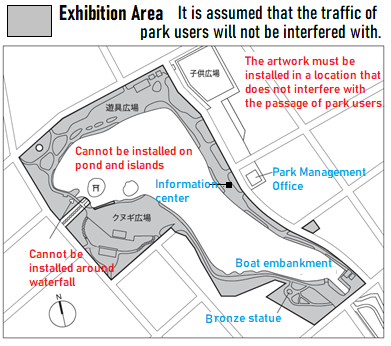 Exhibition Area It is assumed that the traffic of
park users will not be interfered with.
子供広場
The artwork must be
installed in a location that
does not interfere with
the passage of park users
遊具広場
Cannot be installed on
pond and islands
Information
center
Park Management
Office
クヌギ広場
Cannot be
installed around
waterfall
Boat embankment
Bronze statue
N